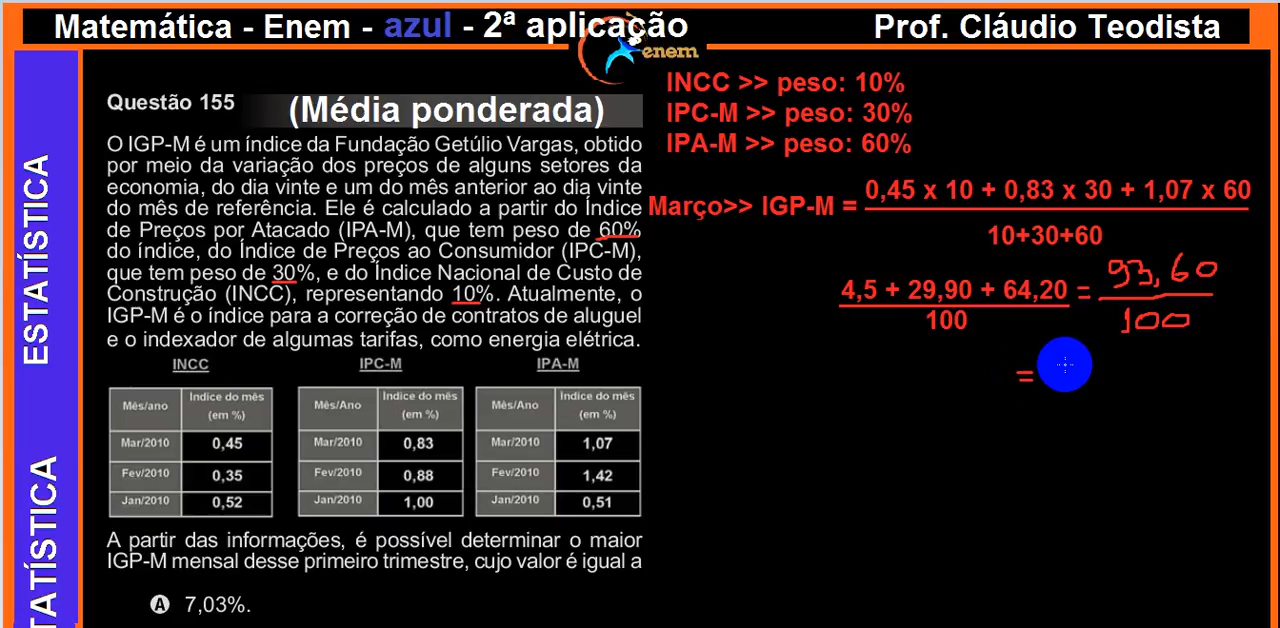 Matemática - Enem - azul - 2ª aplicação
Prof. Cláudio Teodista
enem
ESTATÍSTICA
TATÍSTICA
Questão 155
(Média ponderada)
O IGP-M é um índice da Fundação Getúlio Vargas, obtido
por meio da variação dos preços de alguns setores da
economia, do dia vinte e um do mês anterior ao dia vinte
do mês de referência. Ele é calculado a partir do Índice
de Preços por Atacado (IPA-M), que tem peso de 60%
do índice, do Índice de Preços ao Consumidor (IPC-M),
que tem peso de 30%, e do Índice Nacional de Custo de
Construção (INCC), representando 10%. Atualmente, o
IGP-M é o índice para a correção de contratos de aluguel
e o indexador de algumas tarifas, como energia elétrica.
INCC
Mês/ano Índice do mês (em %)
Mar/2010 0,45
Fev/2010 0,35
Jan/2010 0,52
IPC-M
Mês/Ano Índice do mês (em %)
Mar/2010 0,83
Fev/2010 0,88
Jan/2010 1,00
IPA-M
Mês/Ano Índice do mês (em %)
Mar/2010 1,07
Fev/2010 1,42
Jan/2010 0,51
A partir das informações, é possível determinar o maior
IGP-M mensal desse primeiro trimestre, cujo valor é igual a
A 7,03%.
INCC >> peso: 10%
IPC-M >> peso: 30%
IPA-M >> peso: 60%
Março>> IGP-M = 0,45 x 10 + 0,83 x 30 + 1,07 x 60
10+30+60
4,5 + 29,90 + 64,20 = 93,60
100 100
=